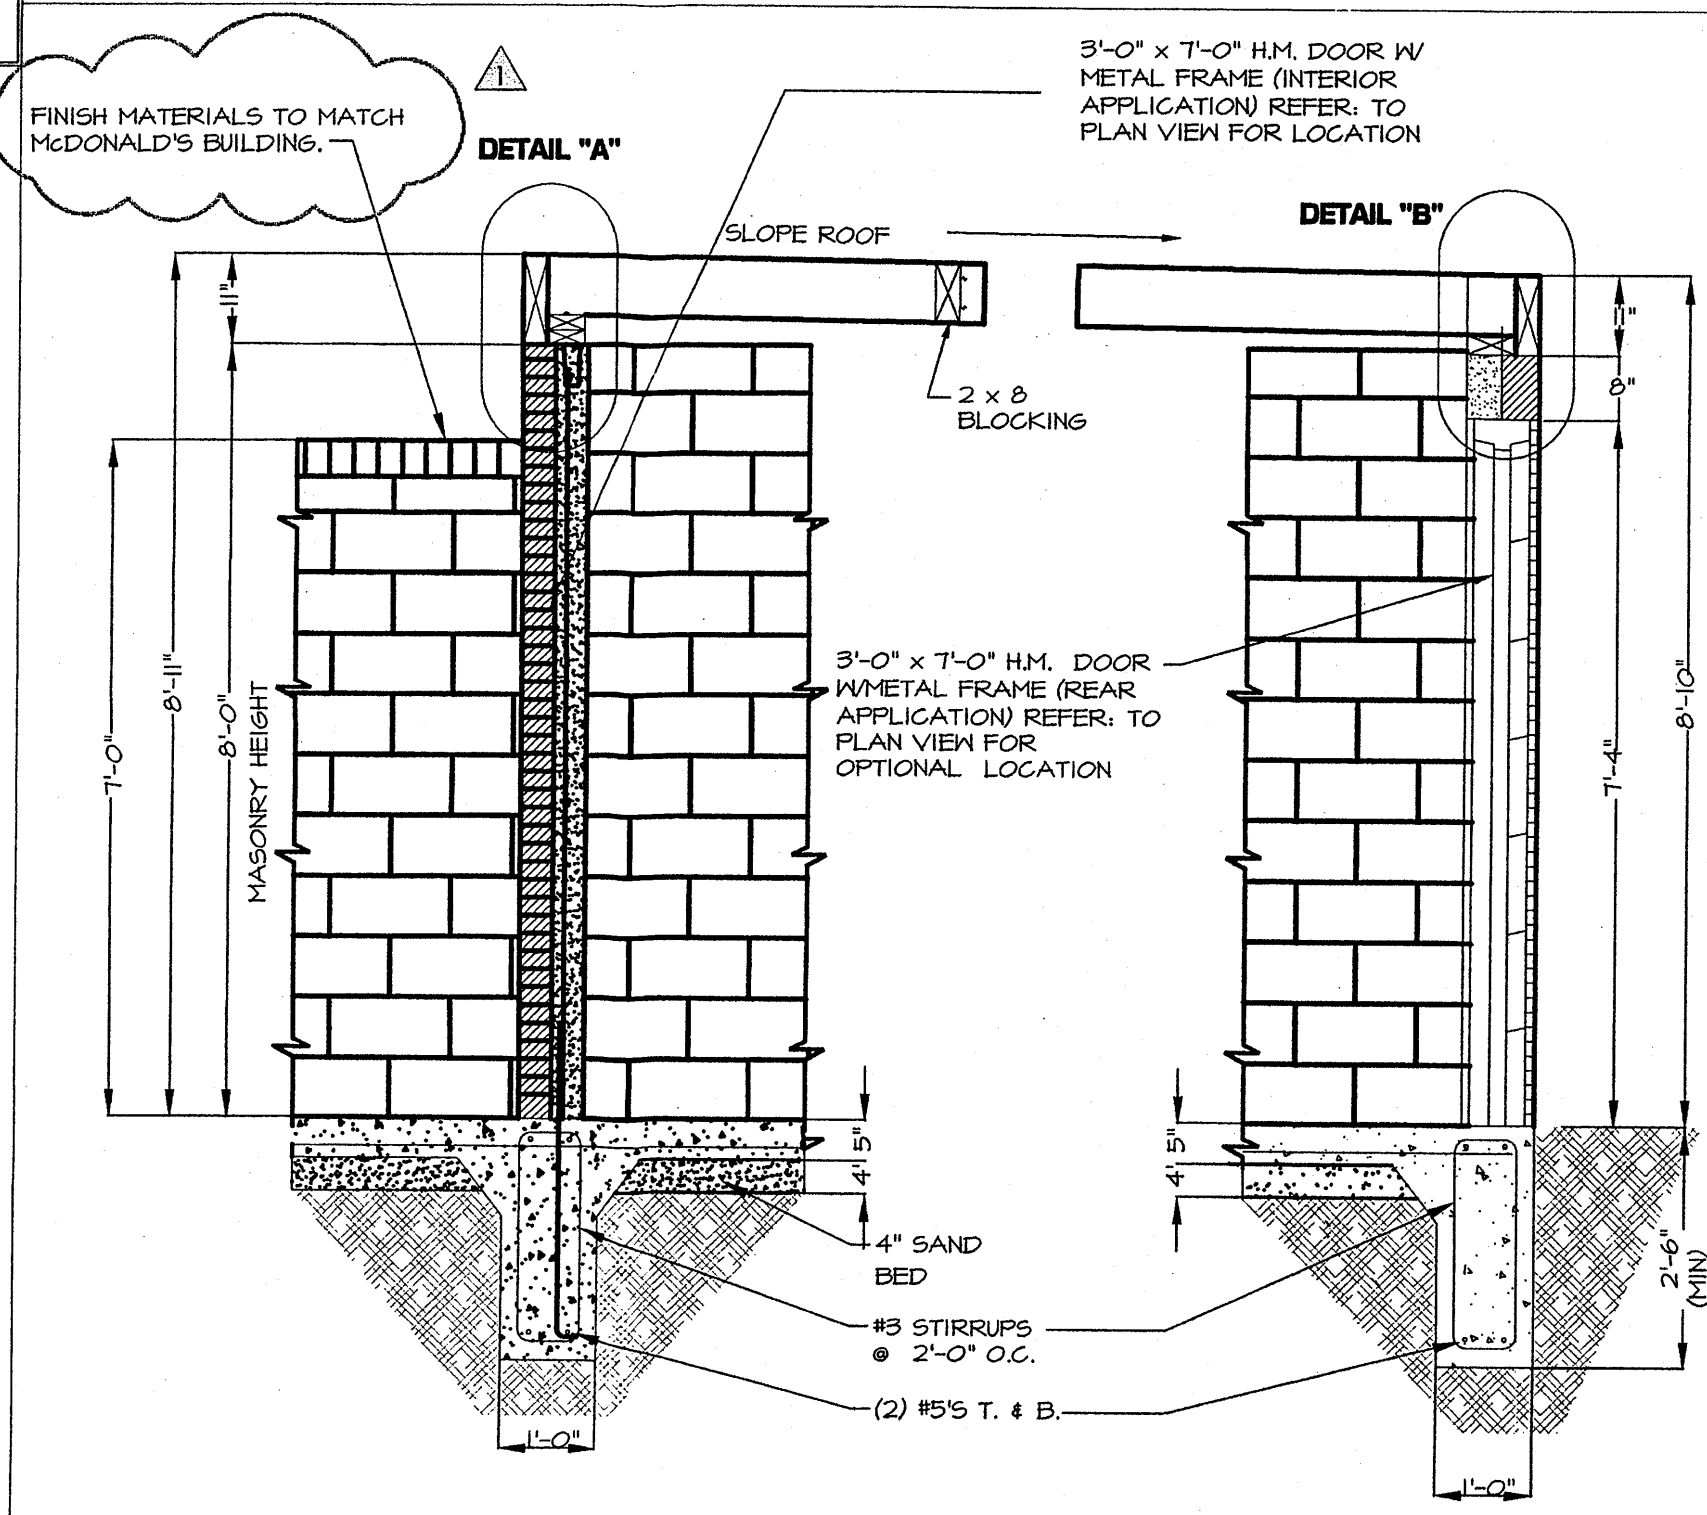 3'-0" x 7'-0" H.M. DOOR W/
METAL FRAME (INTERIOR
APPLICATION) REFER: TO
PLAN VIEW FOR LOCATION
1
FINISH MATERIALS TO MATCH
McDONALD'S BUILDING.
DETAIL "A"
DETAIL "B"
SLOPE ROOF
11"
11"
2 x 8
BLOCKING
8"
3'-0" x 7'-0" H.M. DOOR
W/METAL FRAME (REAR
APPLICATION) REFER: TO
PLAN VIEW FOR
OPTIONAL LOCATION
7'-0"
8'-11"
8'-0"
MASONRY HEIGHT
7'-4"
8'-10"
5"
4"
5"
4"
4" SAND
BED
2'-6"
(MIN)
#3 STIRRUPS
@ 2'-0" O.C.
(2) #5'S T. & B.
1'-0"
1'-0"